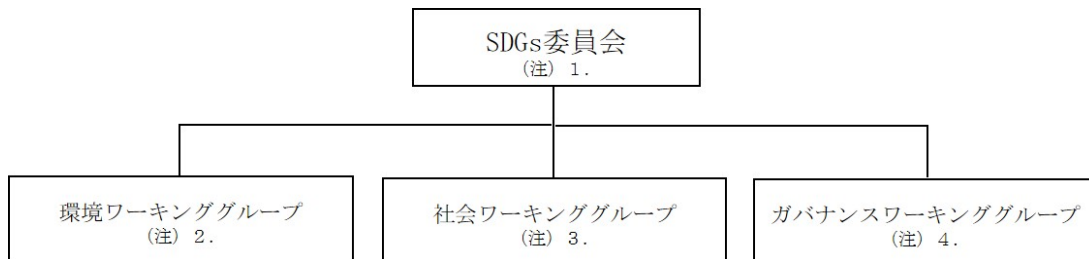 SDGs委員会
(注) 1.
環境ワーキンググループ
(注) 2.
社会ワーキンググループ
(注) 3.
ガバナンスワーキンググループ
(注) 4.